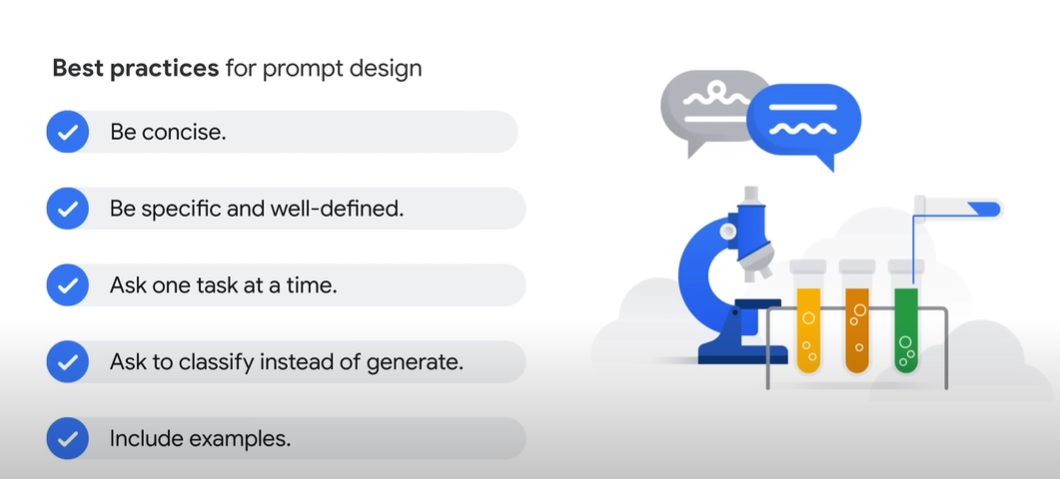 Best practices for prompt design
Be concise.
Be specific and well-defined.
Ask one task at a time.
Ask to classify instead of generate.
Include examples.